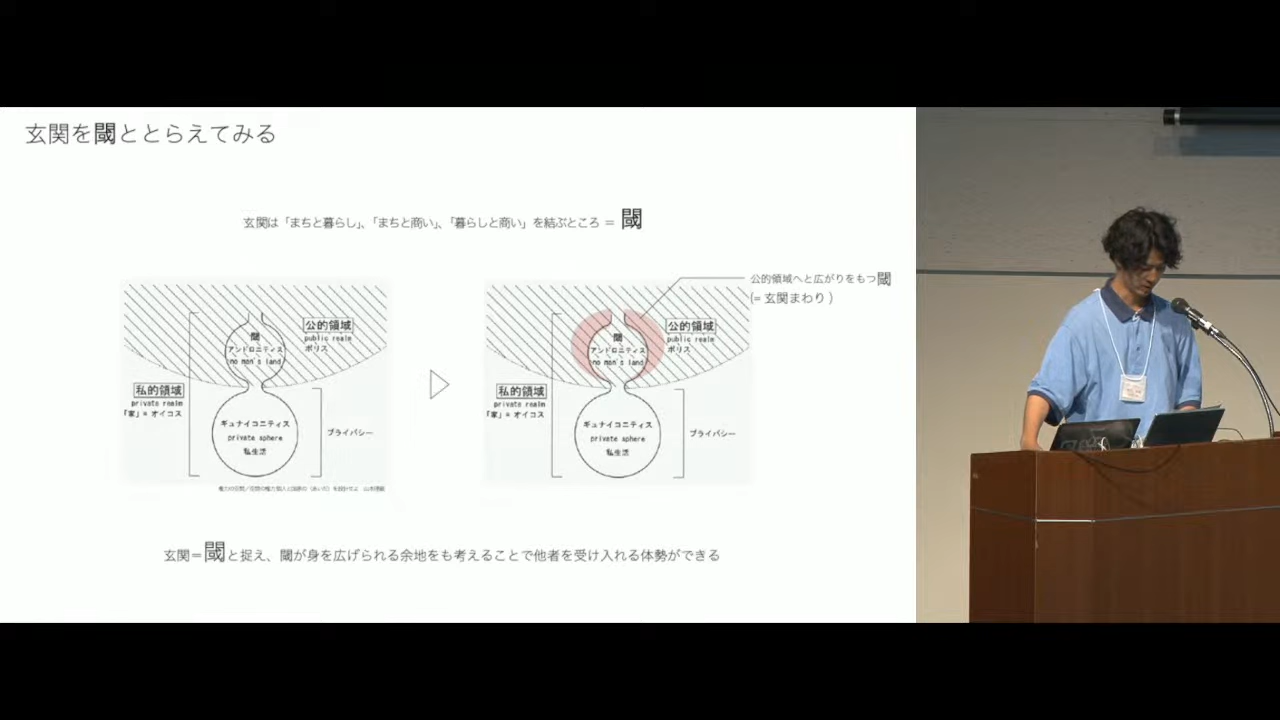 玄関を閾ととらえてみる
玄関は「まちと暮らし」、「まちと商い」、「暮らしと商い」を結ぶところ = 閾
公的領域へと広がりをもつ閾
(= 玄関まわり )
閾
アンドロニティス
no man's land
公的領域
public realm
ポリス
私的領域
private realm
「家」= オイコス
ギュナイコニティス
private sphere
私生活
プライバシー
閾
アンドロニティス
no man's land
公的領域
public realm
ポリス
私的領域
private realm
「家」= オイコス
ギュナイコニティス
private sphere
私生活
プライバシー
玄関=閾と捉え、閾が身を広げられる余地をも考えることで他者を受け入れる体勢ができる